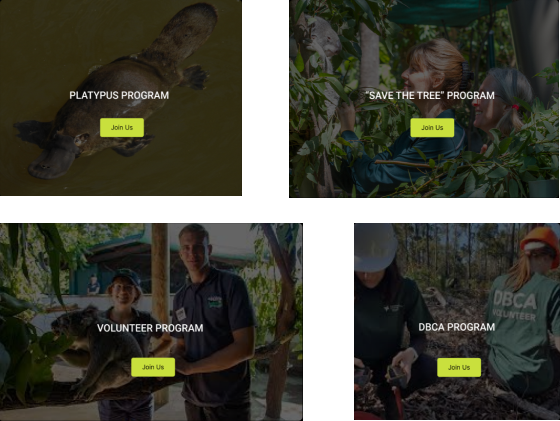 PLATYPUS PROGRAM
Join Us
"SAVE THE TREE" PROGRAM
Join Us
VOLUNTEER PROGRAM
Join Us
DBCA PROGRAM
Join Us
DBCA
VOLUNTEER